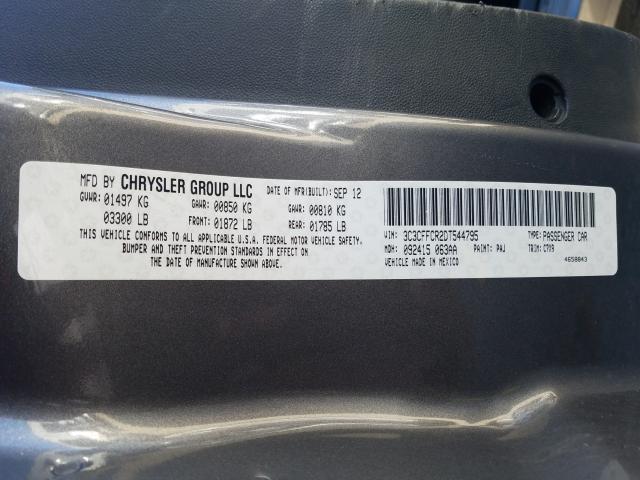 MFD BY CHRYSLER GROUP LLC DATE OF MFR(BUILT): SEP 12
GVWR: 01497 KG GAWR: 00850 KG GAWR: 00810 KG
03300 LB FRONT: 01872 LB REAR: 01785 LB
THIS VEHICLE CONFORMS TO ALL APPLICABLE U.S.A. FEDERAL MOTOR VEHICLE SAFETY,
BUMPER AND THEFT PREVENTION STANDARDS IN EFFECT ON
THE DATE OF MANUFACTURE SHOWN ABOVE.
VIN: 3C3CFFCR2DT544795 TYPE: PASSENGER CAR
MDH: 092415 063AA PAINT: PAJ TRIM: C7X9
VEHICLE MADE IN MEXICO 4658843